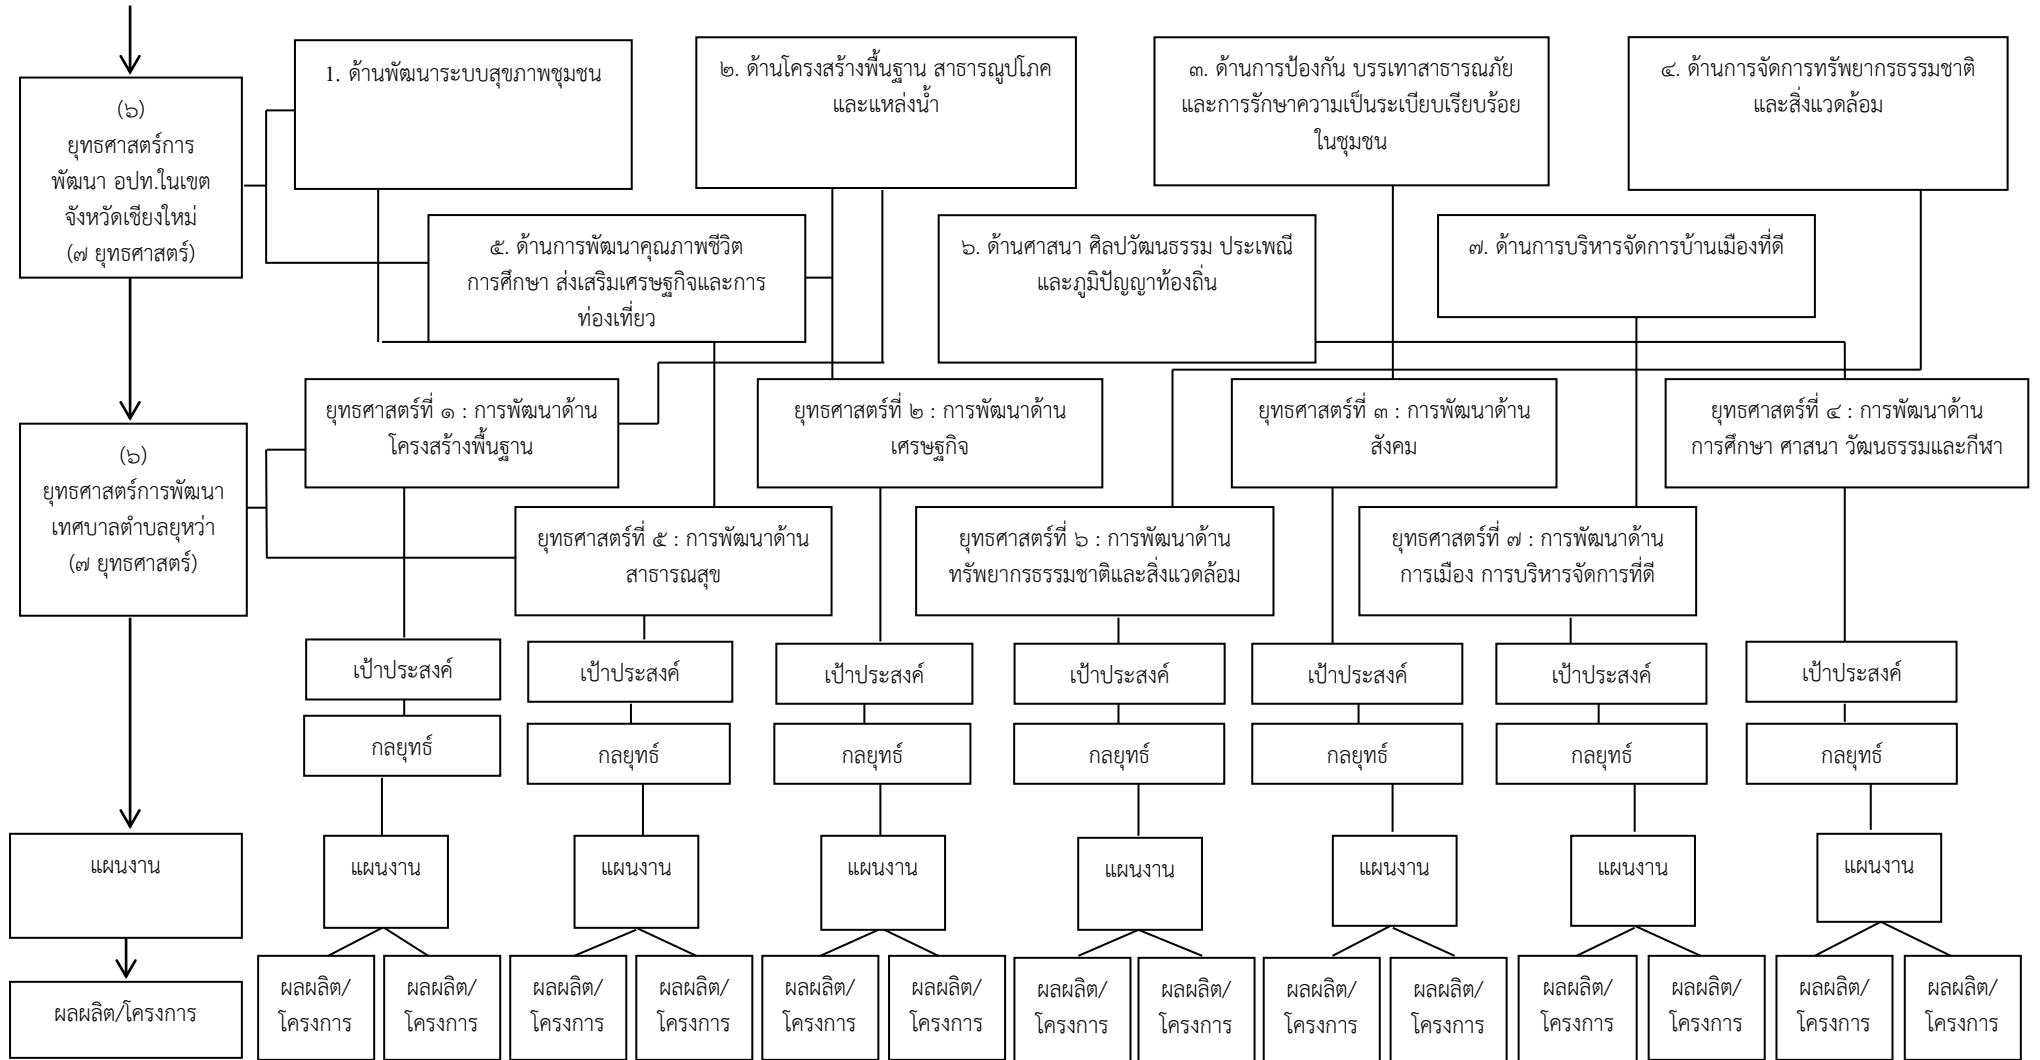 (๖)
ยุทธศาสตร์การ
พัฒนา อปท.ในเขต
จังหวัดเชียงใหม่
(๗ ยุทธศาสตร์)
1. ด้านพัฒนาระบบสุขภาพชุมชน
๒. ด้านโครงสร้างพื้นฐาน สาธารณูปโภค
และแหล่งน้ำ
๓. ด้านการป้องกัน บรรเทาสาธารณภัย
และการรักษาความเป็นระเบียบเรียบร้อย
ในชุมชน
๔. ด้านการจัดการทรัพยากรธรรมชาติ
และสิ่งแวดล้อม
๕. ด้านการพัฒนาคุณภาพชีวิต
การศึกษา ส่งเสริมเศรษฐกิจและการ
ท่องเที่ยว
๖. ด้านศาสนา ศิลปวัฒนธรรม ประเพณี
และภูมิปัญญาท้องถิ่น
๗. ด้านการบริหารจัดการบ้านเมืองที่ดี
(๖)
ยุทธศาสตร์การพัฒนา
เทศบาลตำบลยุหว่า
(๗ ยุทธศาสตร์)
ยุทธศาสตร์ที่ ๑ : การพัฒนาด้าน
โครงสร้างพื้นฐาน
ยุทธศาสตร์ที่ ๒ : การพัฒนาด้าน
เศรษฐกิจ
ยุทธศาสตร์ที่ ๓ : การพัฒนาด้าน
สังคม
ยุทธศาสตร์ที่ ๔ : การพัฒนาด้าน
การศึกษา ศาสนา วัฒนธรรมและกีฬา
ยุทธศาสตร์ที่ ๕ : การพัฒนาด้าน
สาธารณสุข
ยุทธศาสตร์ที่ ๖ : การพัฒนาด้าน
ทรัพยากรธรรมชาติและสิ่งแวดล้อม
ยุทธศาสตร์ที่ ๗ : การพัฒนาด้าน
การเมือง การบริหารจัดการที่ดี
เป้าประสงค์
เป้าประสงค์
เป้าประสงค์
เป้าประสงค์
เป้าประสงค์
เป้าประสงค์
เป้าประสงค์
กลยุทธ์
กลยุทธ์
กลยุทธ์
กลยุทธ์
กลยุทธ์
กลยุทธ์
กลยุทธ์
แผนงาน
แผนงาน
แผนงาน
แผนงาน
แผนงาน
แผนงาน
แผนงาน
แผนงาน
ผลผลิต/โครงการ
ผลผลิต/
โครงการ
ผลผลิต/
โครงการ
ผลผลิต/
โครงการ
ผลผลิต/
โครงการ
ผลผลิต/
โครงการ
ผลผลิต/
โครงการ
ผลผลิต/
โครงการ
ผลผลิต/
โครงการ
ผลผลิต/
โครงการ
ผลผลิต/
โครงการ
ผลผลิต/
โครงการ
ผลผลิต/
โครงการ
ผลผลิต/
โครงการ
ผลผลิต/
โครงการ